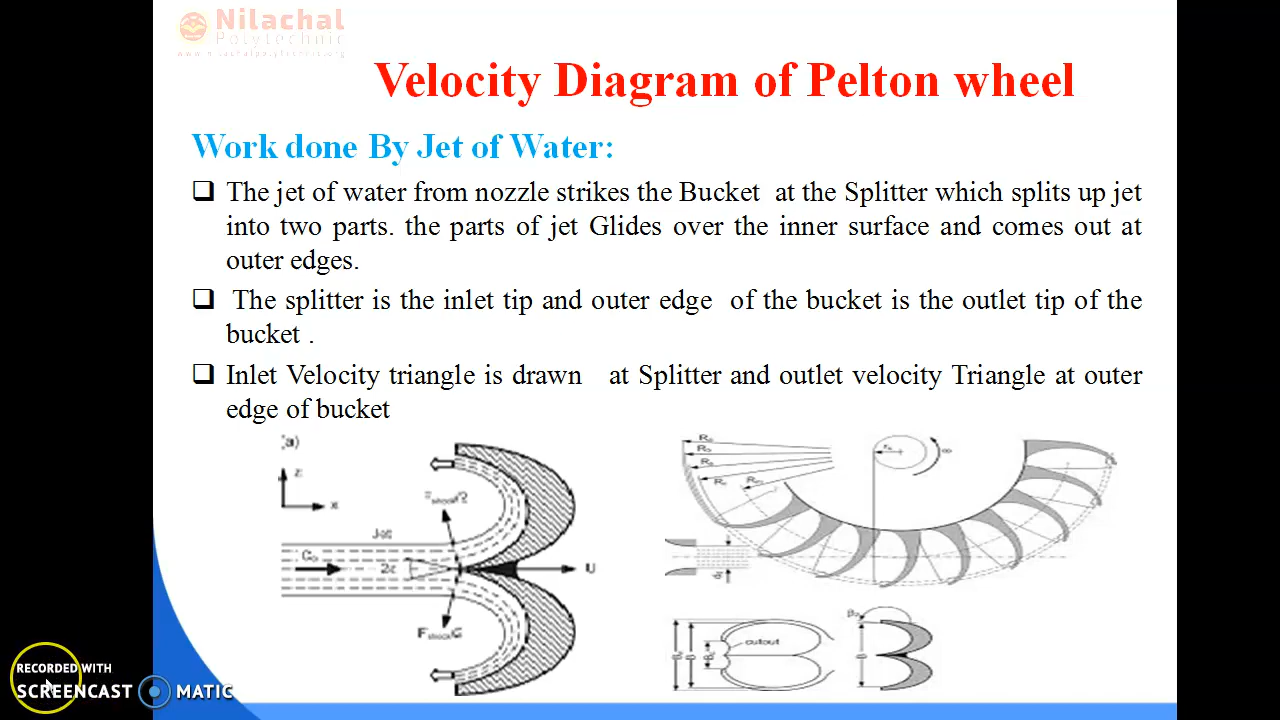 Nilachal
Polytechnic
www.nilachalpolytechnic.org
Velocity Diagram of Pelton wheel
Work done By Jet of Water:
❑ The jet of water from nozzle strikes the Bucket at the Splitter which splits up jet
into two parts. the parts of jet Glides over the inner surface and comes out at
outer edges.
❑ The splitter is the inlet tip and outer edge of the bucket is the outlet tip of the
bucket .
❑ Inlet Velocity triangle is drawn at Splitter and outlet velocity Triangle at outer
edge of bucket
(a)
z
x
Jet
2ε
U
cutout
RECORDED WITH
SCREENCAST MATIC